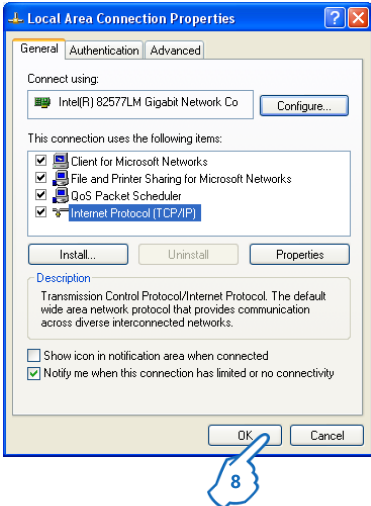 Local Area Connection Properties
General Authentication Advanced
Connect using:
Intel(R) 82577LM Gigabit Network Co
Configure...
This connection uses the following items:
Client for Microsoft Networks
File and Printer Sharing for Microsoft Networks
QoS Packet Scheduler
Internet Protocol (TCP/IP)
Install... Uninstall Properties
Description
Transmission Control Protocol/Internet Protocol. The default
wide area network protocol that provides communication
across diverse interconnected networks.
Show icon in notification area when connected
Notify me when this connection has limited or no connectivity
OK Cancel
8